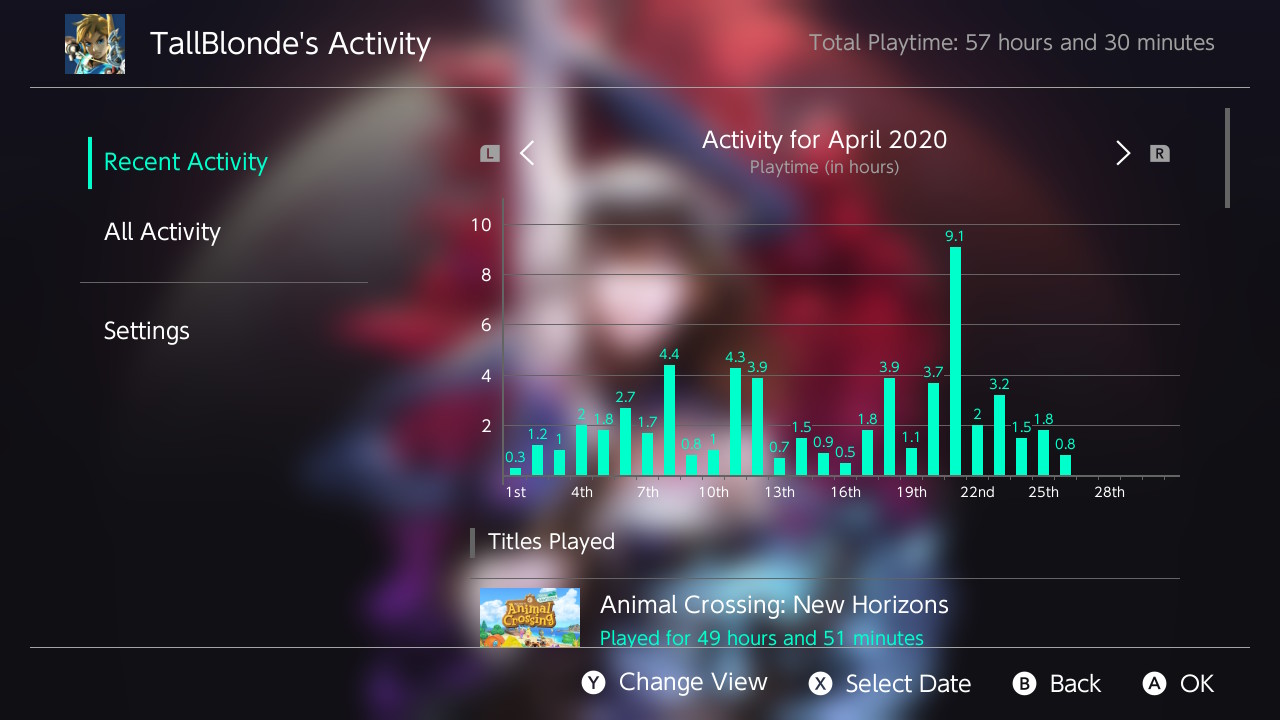 TallBlonde's Activity
Total Playtime: 57 hours and 30 minutes
Recent Activity
All Activity
Settings
L
Activity for April 2020
R
Playtime (in hours)
10
8
6
4
2
0.3
1.2
1
2
1.8
2.7
1.7
4.4
0.8
1
4.3
3.9
0.7
1.5
0.9
0.5
1.8
3.9
1.1
3.7
9.1
2
3.2
1.5
1.8
0.8
1st 4th 7th 10th 13th 16th 19th 22nd 25th 28th
Titles Played
Animal Crossing
Animal Crossing: New Horizons
Played for 49 hours and 51 minutes
Y Change View X Select Date B Back A OK